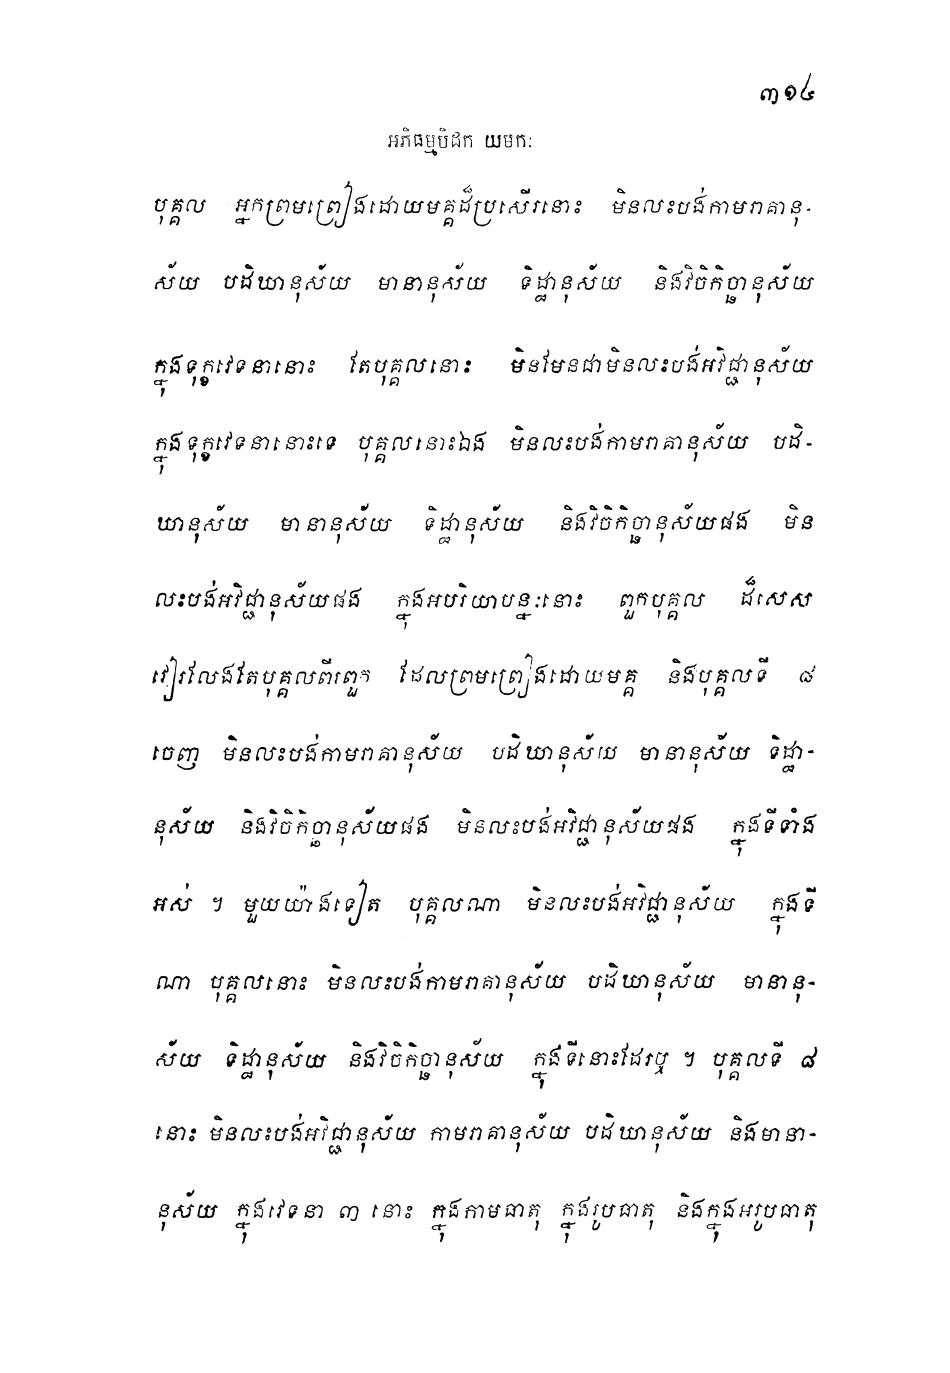 ៣១៤
អភិធម្មបិដក យមកៈ
បុគ្គល អ្នកព្រមព្រៀងដោយមគ្គដ៏ប្រសើរនោះ មិនលះបង់កាមរាគានុ-
ស័យ បដិឃានុស័យ មានានុស័យ ទិដ្ឋានុស័យ និងវិចិកិច្ឆានុស័យ
ក្នុងទុក្ខវេទនានោះ តែបុគ្គលនោះ មិនមែនជាមិនលះបង់អវិជ្ជានុស័យ
ក្នុងទុក្ខវេទនានោះទេ បុគ្គលនោះឯង មិនលះបង់កាមរាគានុស័យ បដិ-
ឃានុស័យ មានានុស័យ ទិដ្ឋានុស័យ និងវិចិកិច្ឆានុស័យផង មិន
លះបង់អវិជ្ជានុស័យផង ក្នុងអបរិយាបន្នៈនោះ ពួកបុគ្គល ដ៏សេស
វៀរលែងតែបុគ្គលពីរពួក ដែលព្រមព្រៀងដោយមគ្គ និងបុគ្គលទី ៨
ចេញ មិនលះបង់កាមរាគានុស័យ បដិឃានុស័យ មានានុស័យ ទិដ្ឋា-
នុស័យ និងវិចិកិច្ឆានុស័យផង មិនលះបង់អវិជ្ជានុស័យផង ក្នុងទីទាំង
អស់ ។ មួយយ៉ាងទៀត បុគ្គលណា មិនលះបង់អវិជ្ជានុស័យ ក្នុងទី
ណា បុគ្គលនោះ មិនលះបង់កាមរាគានុស័យ បដិឃានុស័យ មានានុ-
ស័យ ទិដ្ឋានុស័យ និងវិចិកិច្ឆានុស័យ ក្នុងទីនោះដែរឬ ។ បុគ្គលទី ៨
នោះ មិនលះបង់អវិជ្ជានុស័យ កាមរាគានុស័យ បដិឃានុស័យ និងមានា-
នុស័យ ក្នុងវេទនា ៣ នោះ ក្នុងកាមធាតុ ក្នុងរូបធាតុ និងក្នុងអរូបធាតុ